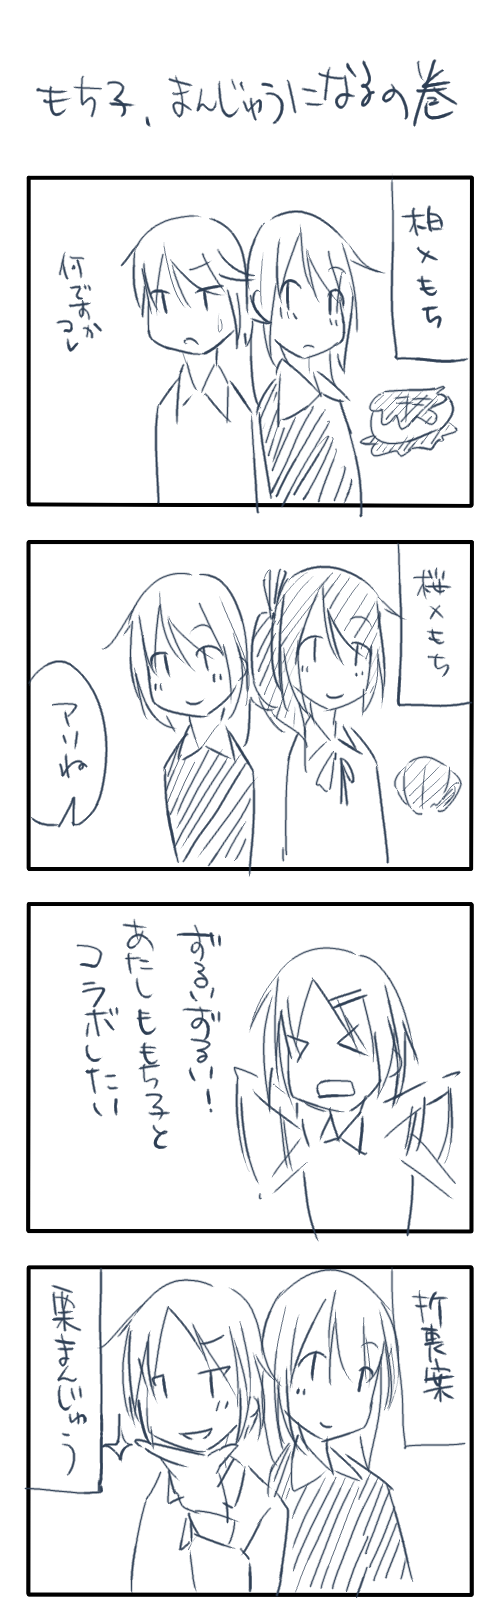 もち子、まんじゅうになるの巻
柏×もち
何ですか
コレ
桜×もち
アリね
ずるいずるい!
あたしももち子と
コラボしたい
折衷案
栗まんじゅう